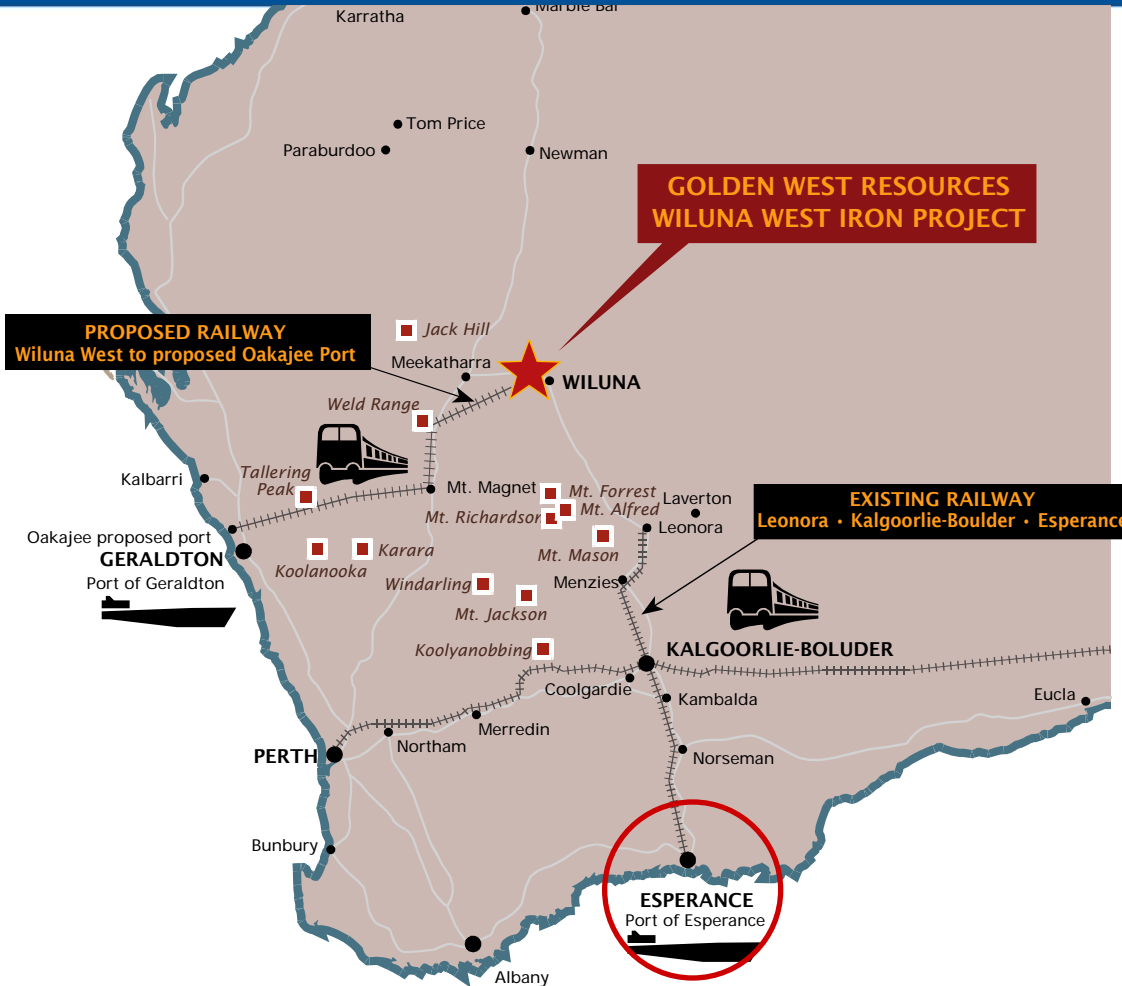 Karratha
Marble Bar
Tom Price
Paraburdoo
Newman
GOLDEN WEST RESOURCES
WILUNA WEST IRON PROJECT
PROPOSED RAILWAY
Wiluna West to proposed Oakajee Port
Jack Hill
Meekatharra
WILUNA
Weld Range
Kalbarri
Tallering
Peak
Mt. Magnet
Mt. Forrest
Mt. Alfred
Mt. Richardson
Laverton
Leonora
EXISTING RAILWAY
Leonora • Kalgoorlie-Boulder • Esperance
Oakajee proposed port
GERALDTON
Port of Geraldton
Koolanooka
Karara
Mt. Mason
Windarling
Menzies
Mt. Jackson
Koolyanobbing
KALGOORLIE-BOLUDER
Coolgardie
Kambalda
Eucla
Merredin
Northam
PERTH
Norseman
Bunbury
ESPERANCE
Port of Esperance
Albany